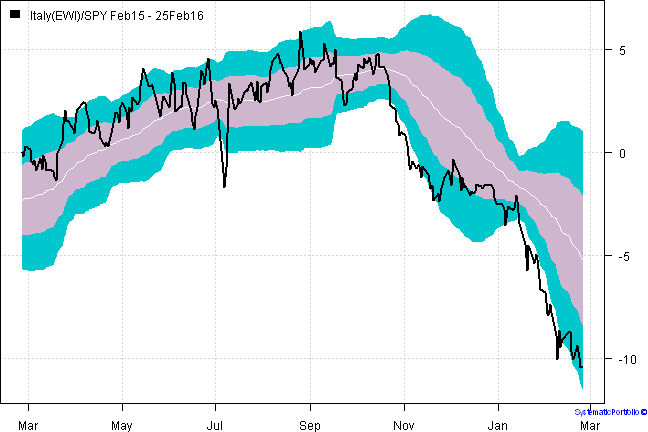 Italy(EWI)/SPY Feb15 - 25Feb16
5
0
-5
-10
Mar May Jul Sep Nov Jan Mar
SystematicPortfolio ©